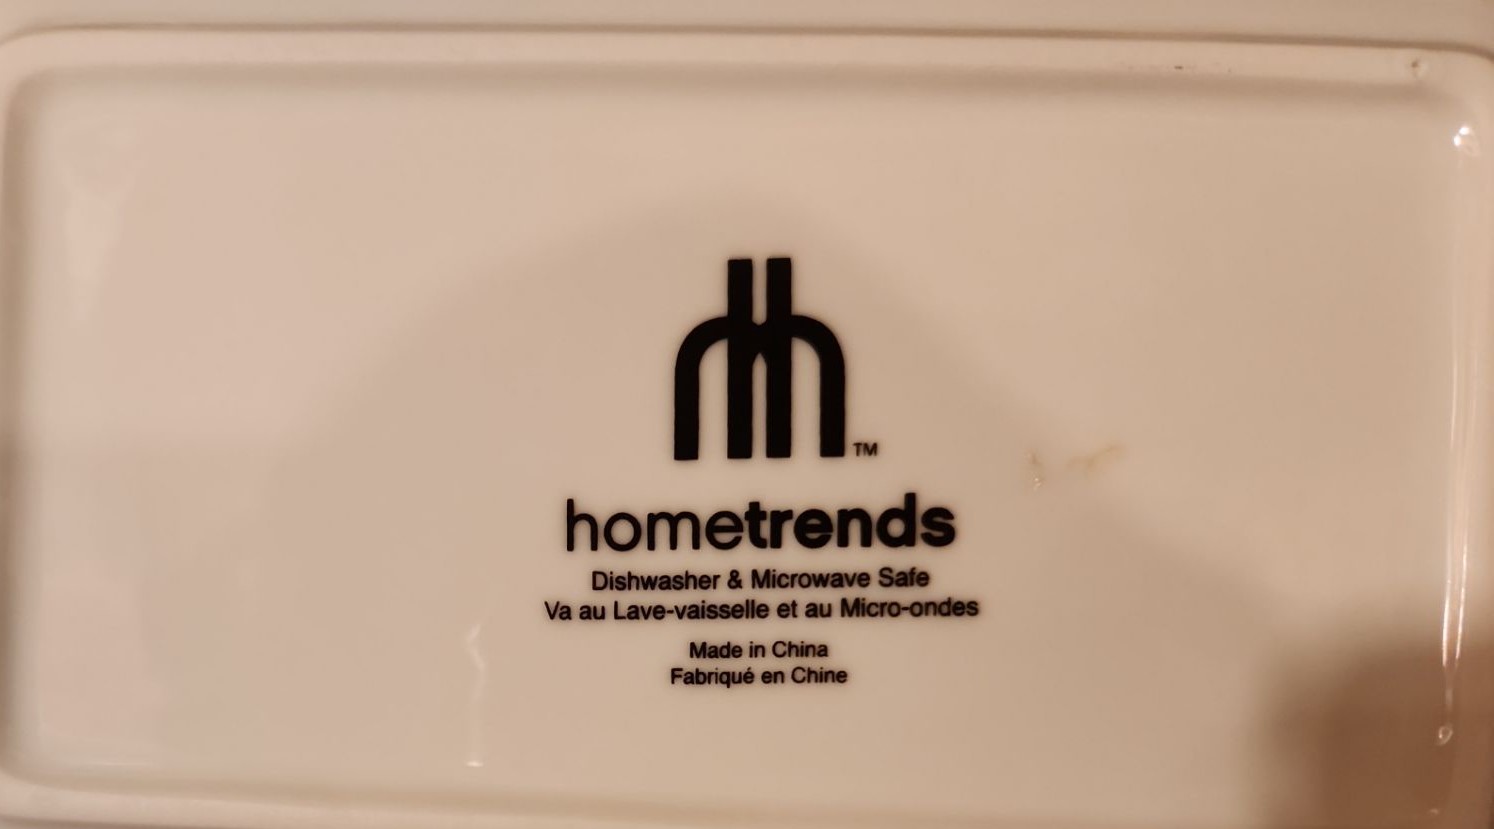 TM
hometrends
Dishwasher & Microwave Safe
Va au Lave-vaisselle et au Micro-ondes
Made in China
Fabriqué en Chine